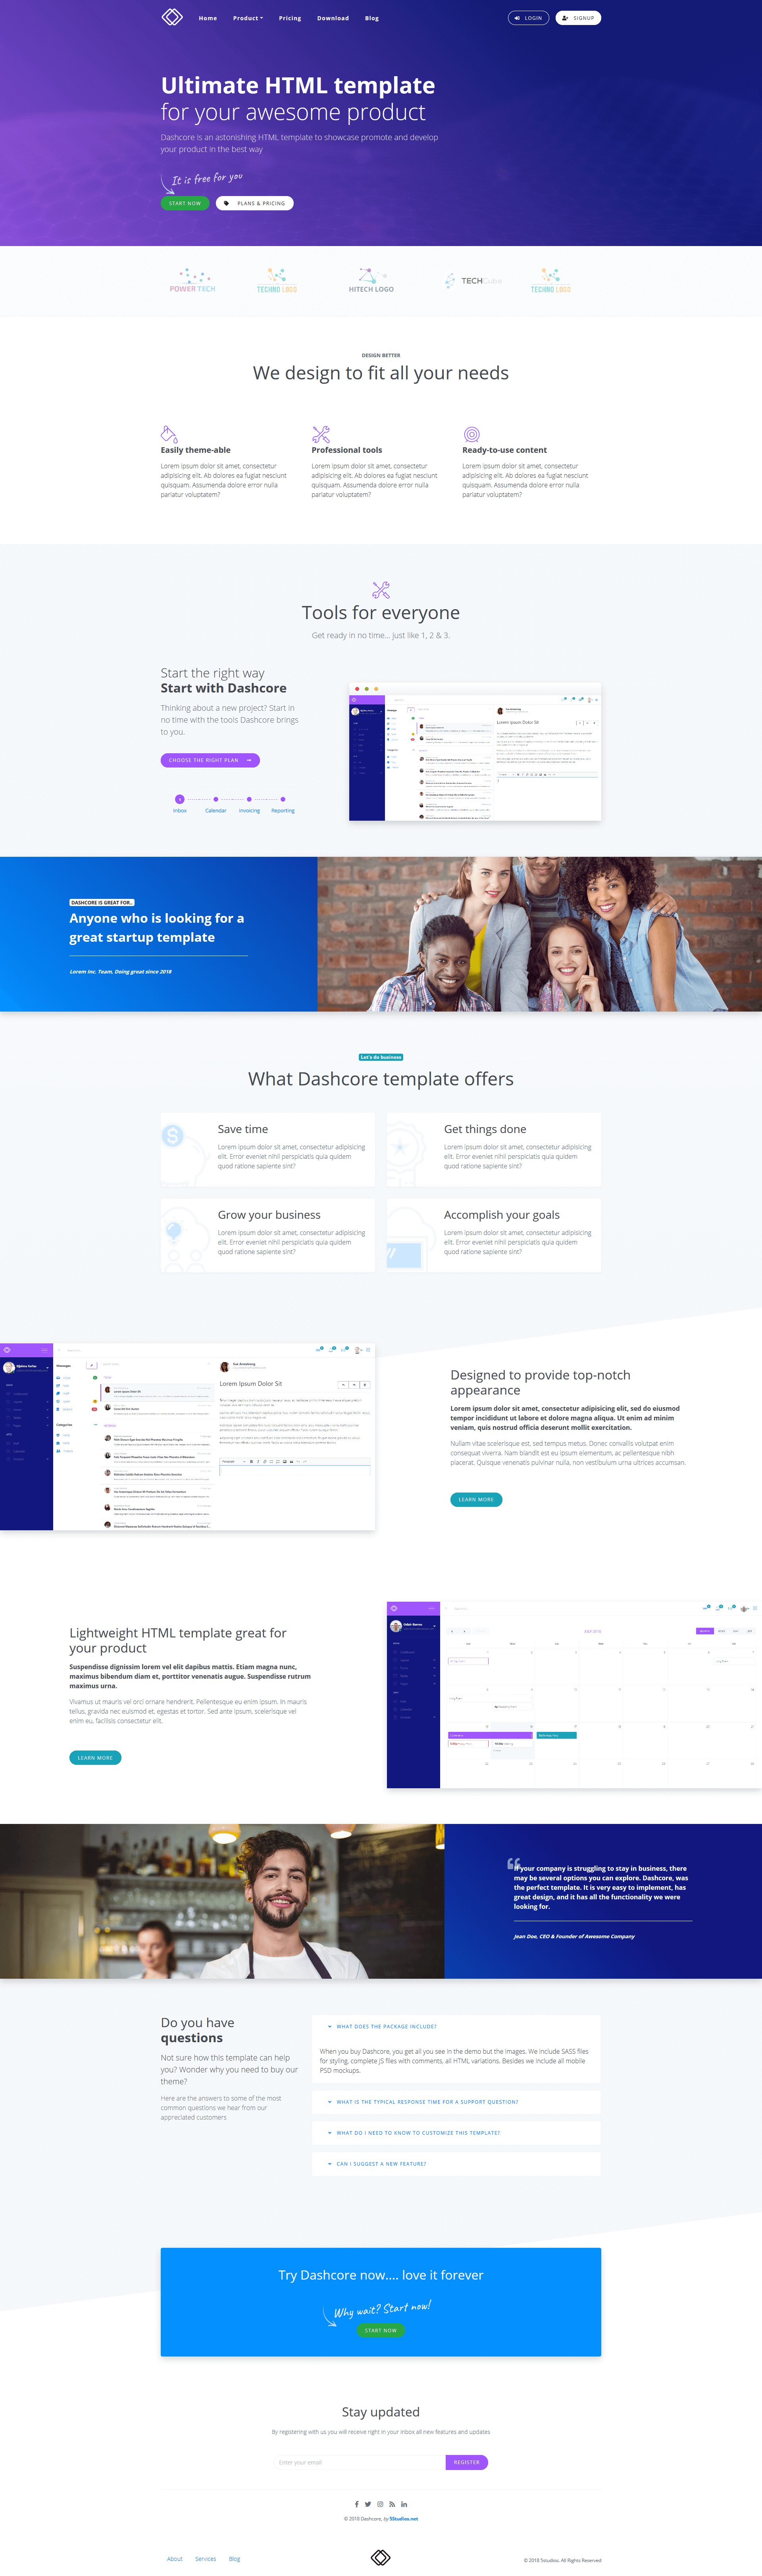 Home Product Pricing Download Blog LOGIN SIGNUP
Ultimate HTML template
for your awesome product
Dashcore is an astonishing HTML template to showcase promote and develop
your product in the best way
It is free for you
START NOW PLANS & PRICING
POWER TECH TECHNO LOGO HITECH LOGO TECHCube TECHNO LOGO
DESIGN BETTER
We design to fit all your needs
Easily theme-able
Lorem ipsum dolor sit amet, consectetur
adipisicing elit. Ab dolores ea fugiat nesciunt
quisquam. Assumenda dolore error nulla
pariatur voluptatem?
Professional tools
Lorem ipsum dolor sit amet, consectetur
adipisicing elit. Ab dolores ea fugiat nesciunt
quisquam. Assumenda dolore error nulla
pariatur voluptatem?
Ready-to-use content
Lorem ipsum dolor sit amet, consectetur
adipisicing elit. Ab dolores ea fugiat nulla
quisquam. Assumenda dolore error nulla
pariatur voluptatem?
Tools for everyone
Get ready in no time... just like 1, 2 & 3.
Start the right way
Start with Dashcore
Thinking about a new project? Start in
no time with the tools Dashcore brings
to you.
CHOOSE THE RIGHT PLAN
Inbox Calendar Invoicing Reporting
Lorem Ipsum Dolor Sit
DASHCORE IS GREAT FOR...
Anyone who is looking for a
great startup template
Lorem Inc. Team. Doing great since 2018
Let's do business
What Dashcore template offers
Save time
Lorem ipsum dolor sit amet, consectetur adipisicing
elit. Error eveniet nihil perspiciatis quia quidem
quod ratione sapiente sint?
Get things done
Lorem ipsum dolor sit amet, consectetur adipisicing
elit. Error eveniet nihil perspiciatis quia quidem
quod ratione sapiente sint?
Grow your business
Lorem ipsum dolor sit amet, consectetur adipisicing
elit. Error eveniet nihil perspiciatis quia quidem
quod ratione sapiente sint?
Accomplish your goals
Lorem ipsum dolor sit amet, consectetur adipisicing
elit. Error eveniet nihil perspiciatis quia quidem
quod ratione sapiente sint?
Messages
Categories
Sue Armstrong
Lorem Ipsum Dolor Sit
Designed to provide top-notch
appearance
Lorem ipsum dolor sit amet, consectetur adipisicing elit, sed do eiusmod
tempor incididunt ut labore et dolore magna aliqua. Ut enim ad minim
veniam, quis nostrud officia deserunt mollit exercitation.
Nullam vitae scelerisque est, sed tempus metus. Donec convallis volutpat enim
consequat viverra. Nam blandit est eu ipsum elementum, ac pellentesque nibh
placerat. Quisque venenatis pulvinar nulla, non vestibulum urna ultrices accumsan.
LEARN MORE
Lightweight HTML template great for
your product
Suspendisse dignissim lorem vel elit dapibus mattis. Etiam magna nunc,
maximus bibendum diam et, porttitor venenatis augue. Suspendisse rutrum
maximus urna.
Vivamus ut mauris vel orci ornare hendrerit. Pellentesque eu enim ipsum. In mauris
tellus, gravida nec euismod et, egestas et tortor. Sed ante ipsum, scelerisque vel
enim eu, facilisis consectetur elit.
LEARN MORE
JULY 2018
If your company is struggling to stay in business, there
may be several options you can explore. Dashcore, was
the perfect template. It is very easy to implement, has
great design, and it has all the functionality we were
looking for.
Jean Doe, CEO & Founder of Awesome Company
Do you have
questions
Not sure how this template can help
you? Wonder why you need to buy our
theme?
Here are the answers to some of the most
common questions we hear from our
appreciated customers
WHAT DOES THE PACKAGE INCLUDE?
When you buy Dashcore, you get all you see in the demo but the images. We include SASS files
for styling, complete JS files with comments, all HTML variations. Besides we include all mobile
PSD mockups.
WHAT IS THE TYPICAL RESPONSE TIME FOR A SUPPORT QUESTION?
WHAT DO I NEED TO KNOW TO CUSTOMIZE THIS TEMPLATE?
CAN I SUGGEST A NEW FEATURE?
Try Dashcore now.... love it forever
Why wait? Start now!
START NOW
Stay updated
By registering with us you will receive right in your inbox all new features and updates
Enter your email REGISTER
© 2018 Dashcore, by 5Studios.net
About Services Blog
© 2018 5studios. All Rights Reserved